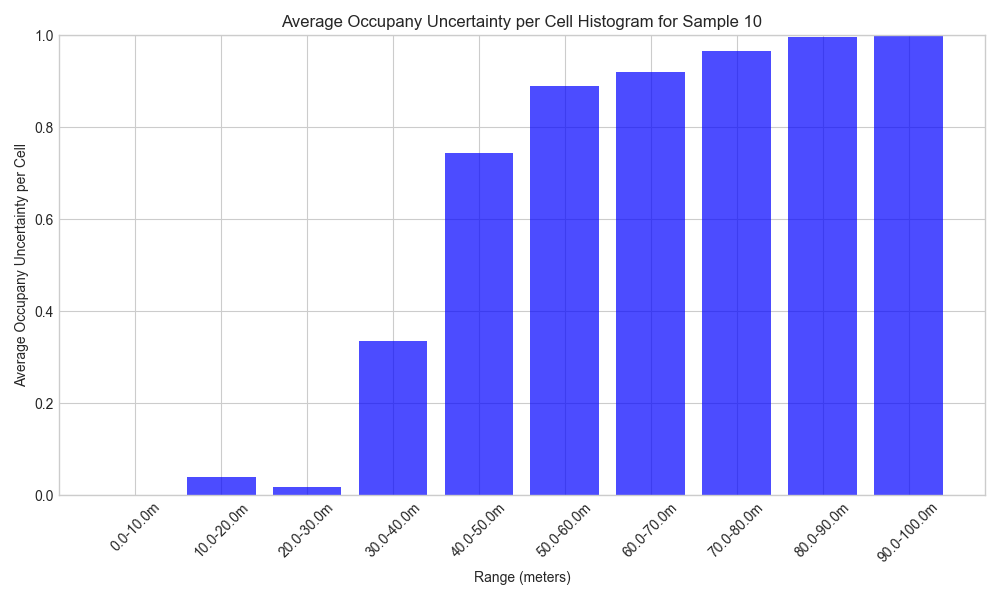 Average Occupany Uncertainty per Cell Histogram for Sample 10
Average Occupany Uncertainty per Cell
1.0
0.8
0.6
0.4
0.2
0.0
0.0-10.0m
10.0-20.0m
20.0-30.0m
30.0-40.0m
40.0-50.0m
50.0-60.0m
60.0-70.0m
70.0-80.0m
80.0-90.0m
90.0-100.0m
Range (meters)